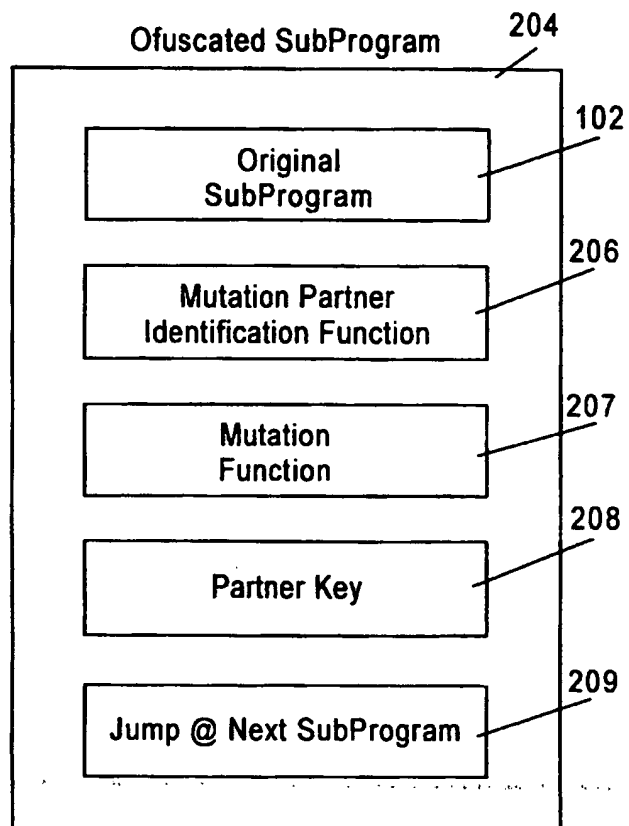 Ofuscated SubProgram
204
102
Original
SubProgram
206
Mutation Partner
Identification Function
207
Mutation
Function
208
Partner Key
209
Jump @ Next SubProgram